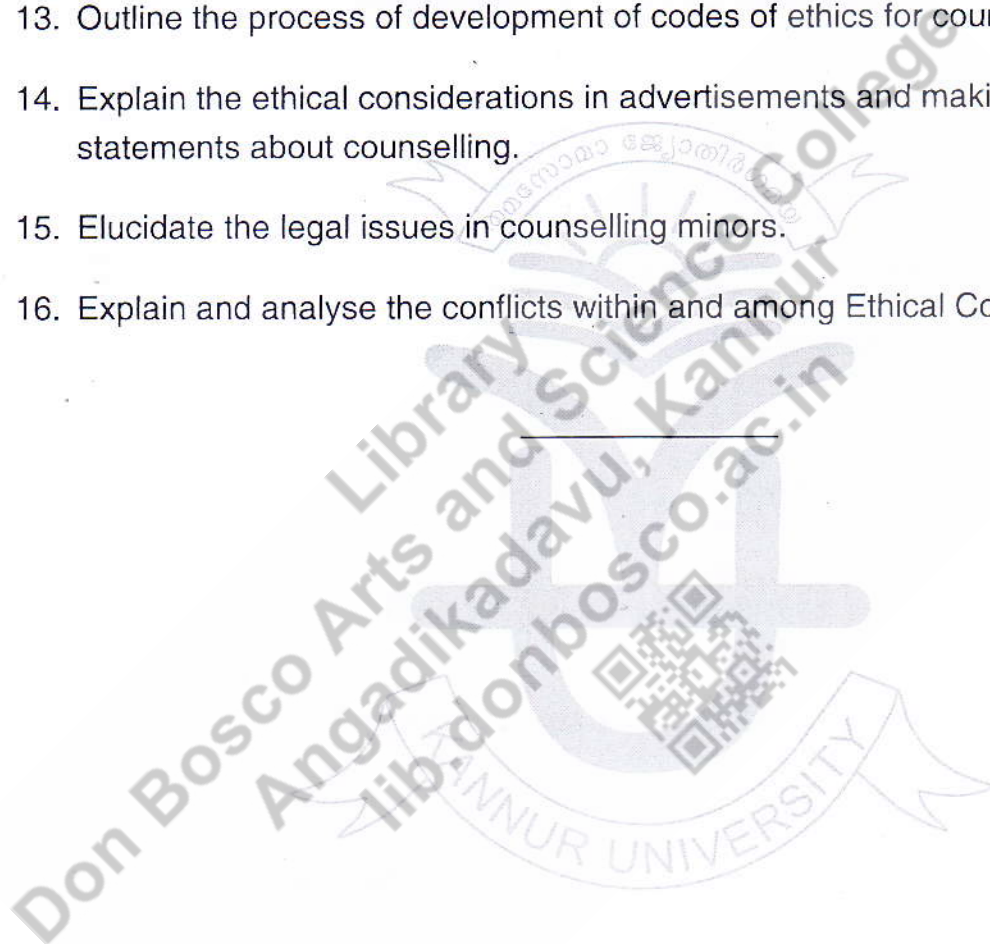 13. Outline the process of development of codes of ethics for cour
14. Explain the ethical considerations in advertisements and maki
statements about counselling.
15. Elucidate the legal issues in counselling minors.
16. Explain and analyse the conflicts within and among Ethical Co
Library
Don Bosco Arts and Science College
Angadikadavu, Kannur
lib.donbosco.ac.in
KANNUR UNIVERSITY